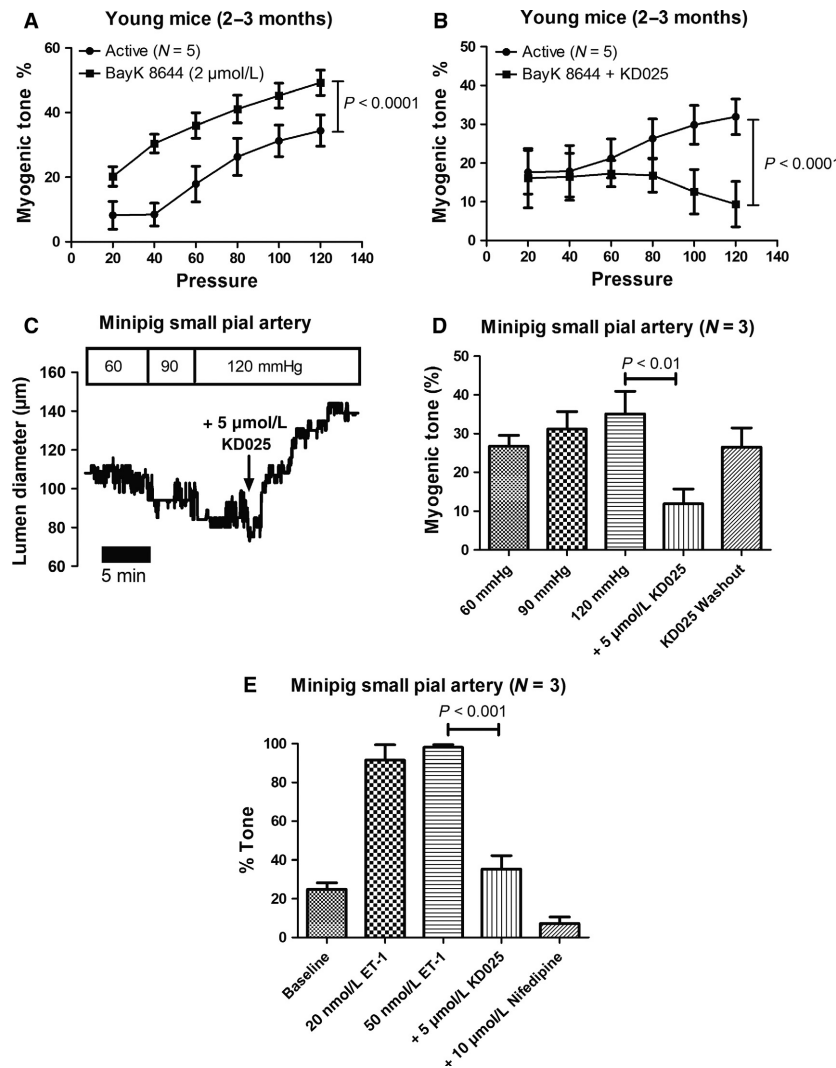 A
Young mice (2–3 months)
Myogenic tone %
60
40
20
0
Active (N = 5)
BayK 8644 (2 µmol/L)
P < 0.0001
0 20 40 60 80 100 120 140
Pressure
B
Young mice (2–3 months)
Myogenic tone %
50
40
30
20
10
0
Active (N = 5)
BayK 8644 + KD025
P < 0.0001
0 20 40 60 80 100 120 140
Pressure
C
Minipig small pial artery
60 90 120 mmHg
Lumen diameter (µm)
160
140
120
100
80
60
+ 5 µmol/L
KD025
5 min
D
Minipig small pial artery (N = 3)
Myogenic tone (%)
50
40
30
20
10
0
P < 0.01
60 mmHg
90 mmHg
120 mmHg
+ 5 µmol/L KD025
KD025 Washout
E
Minipig small pial artery (N = 3)
% Tone
100
80
60
40
20
0
P < 0.001
Baseline
20 nmol/L ET-1
50 nmol/L ET-1
+ 5 µmol/L KD025
+ 10 µmol/L Nifedipine